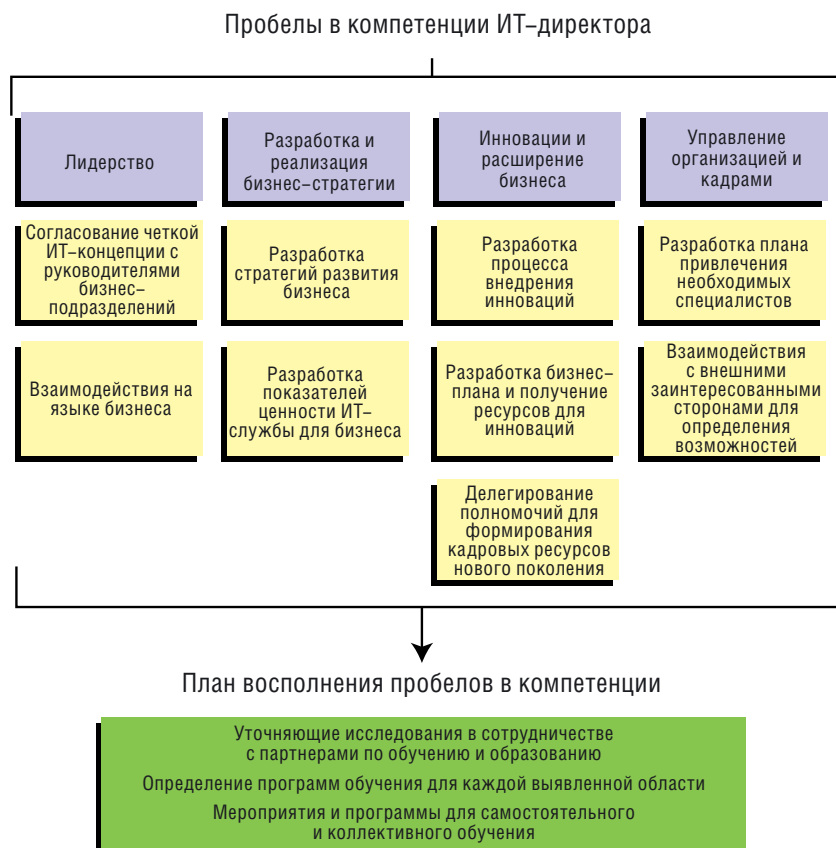 Пробелы в компетенции ИТ–директора
Лидерство
Разработка и
реализация
бизнес–стратегии
Инновации и
расширение
бизнеса
Управление
организацией и
кадрами
Согласование четкой
ИТ–концепции с
руководителями
бизнес–
подразделений
Разработка
стратегий развития
бизнеса
Разработка
процесса
внедрения
инноваций
Разработка плана
привлечения
необходимых
специалистов
Взаимодействия на
языке бизнеса
Разработка
показателей
ценности ИТ–
службы для бизнеса
Разработка бизнес–
плана и получение
ресурсов для
инноваций
Взаимодействия
с внешними
заинтересованными
сторонами для
определения
возможностей
Делегирование
полномочий для
формирования
кадровых ресурсов
нового поколения
План восполнения пробелов в компетенции
Уточняющие исследования в сотрудничестве
с партнерами по обучению и образованию
Определение программ обучения для каждой выявленной области
Мероприятия и программы для самостоятельного
и коллективного обучения